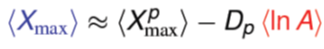 ⟨X_max⟩ ≈ ⟨X^p_max⟩ − D_p ⟨ln A⟩